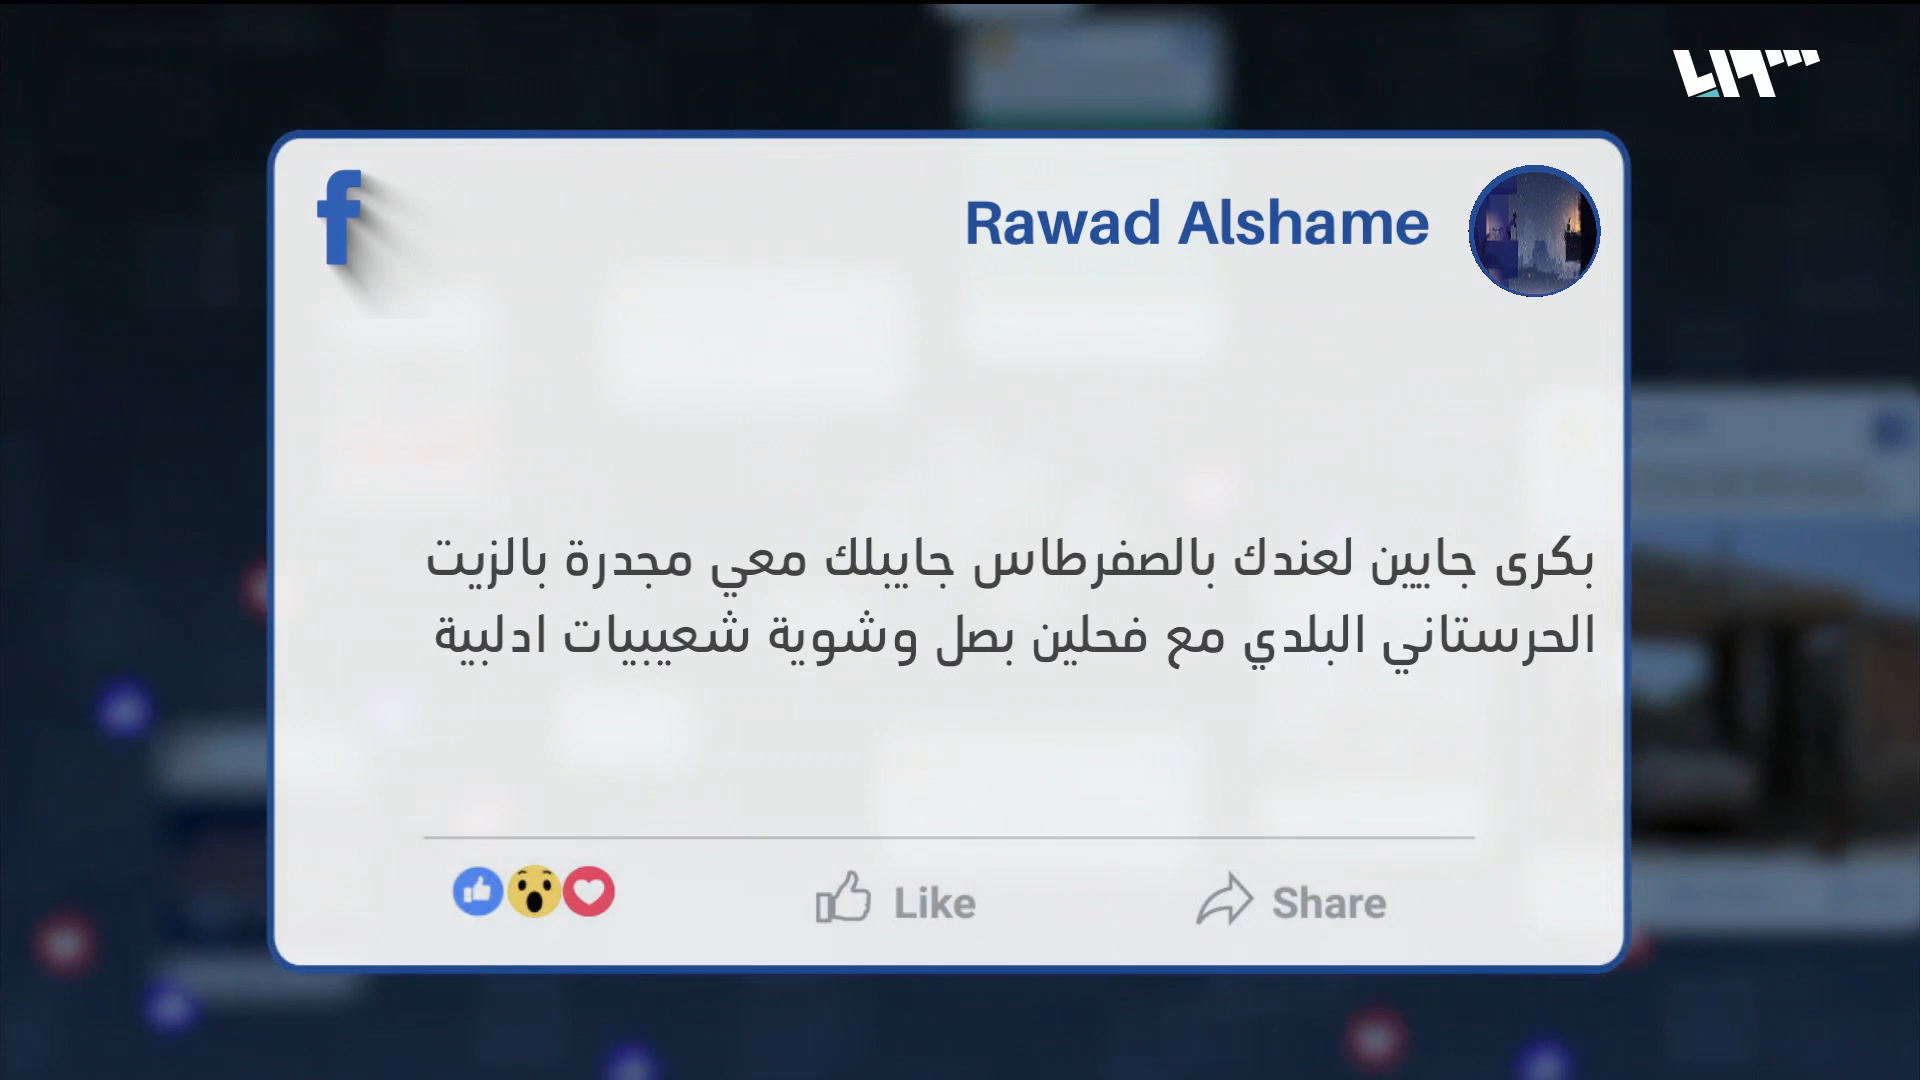 Rawad Alshame
بكرى جايين لعندك بالصفرطاس جايبلك معي مجدرة بالزيت
الحرستاني البلدي مع فحلين بصل وشوية شعيبيات ادلبية
Like
Share